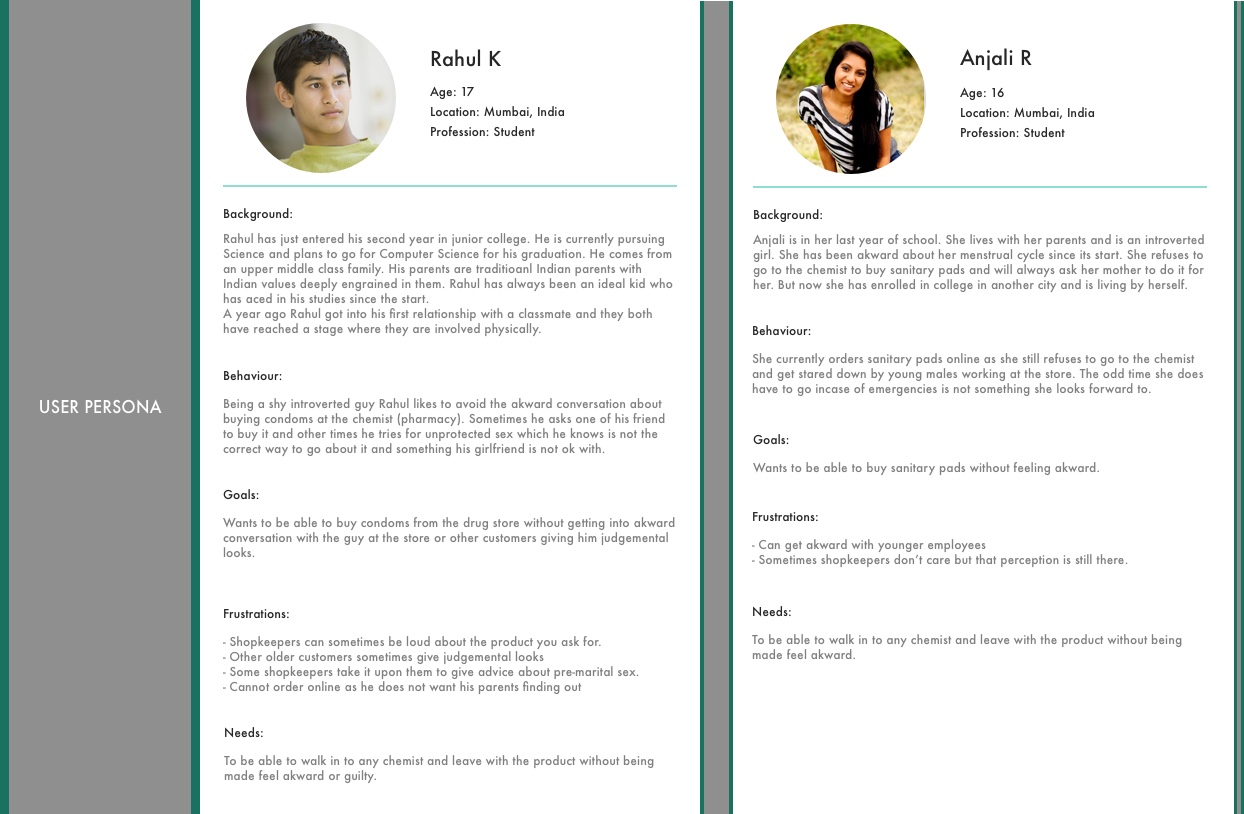 USER PERSONA
Rahul K
Age: 17
Location: Mumbai, India
Profession: Student
Background:
Rahul has just entered his second year in junior college. He is currently pursuing
Science and plans to go for Computer Science for his graduation. He comes from
an upper middle class family. His parents are traditioanl Indian parents with
Indian values deeply engrained in them. Rahul has always been an ideal kid who
has aced in his studies since the start.
A year ago Rahul got into his first relationship with a classmate and they both
have reached a stage where they are involved physically.
Behaviour:
Being a shy introverted guy Rahul likes to avoid the akward conversation about
buying condoms at the chemist (pharmacy). Sometimes he asks one of his friend
to buy it and other times he tries for unprotected sex which he knows is not the
correct way to go about it and something his girlfriend is not ok with.
Goals:
Wants to be able to buy condoms from the drug store without getting into akward
conversation with the guy at the store or other customers giving him judgemental
looks.
Frustrations:
- Shopkeepers can sometimes be loud about the product you ask for.
- Other older customers sometimes give judgemental looks
- Some shopkeepers take it upon them to give advice about pre-marital sex.
- Cannot order online as he does not want his parents finding out
Needs:
To be able to walk in to any chemist and leave with the product without being
made feel akward or guilty.
Anjali R
Age: 16
Location: Mumbai, India
Profession: Student
Background:
Anjali is in her last year of school. She lives with her parents and is an introverted
girl. She has been akward about her menstrual cycle since its start. She refuses to
go to the chemist to buy sanitary pads and will always ask her mother to do it for
her. But now she has enrolled in college in another city and is living by herself.
Behaviour:
She currently orders sanitary pads online as she still refuses to go to the chemist
and get stared down by young males working at the store. The odd time she does
have to go incase of emergencies is not something she looks forward to.
Goals:
Wants to be able to buy sanitary pads without feeling akward.
Frustrations:
- Can get akward with younger employees
- Sometimes shopkeepers don’t care but that perception is still there.
Needs:
To be able to walk in to any chemist and leave with the product without being
made feel akward.